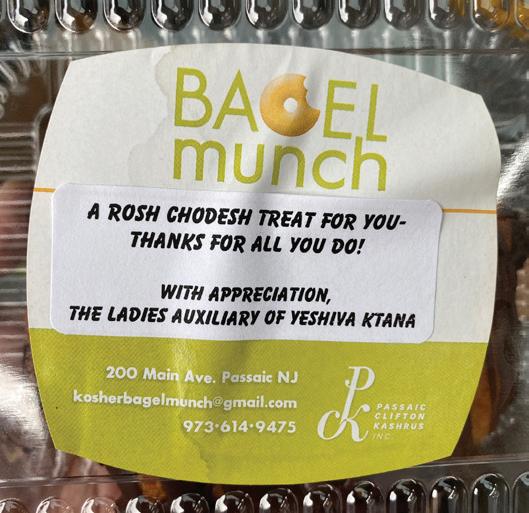 BAGEL
munch
A ROSH CHODESH TREAT FOR YOU-
THANKS FOR ALL YOU DO!
WITH APPRECIATION,
THE LADIES AUXILIARY OF YESHIVA KTANA
200 Main Ave. Passaic NJ
kosherbagelmunch@gmail.com
973•614•9475
PCK
PASSAIC
CLIFTON
KASHRUS
INC.